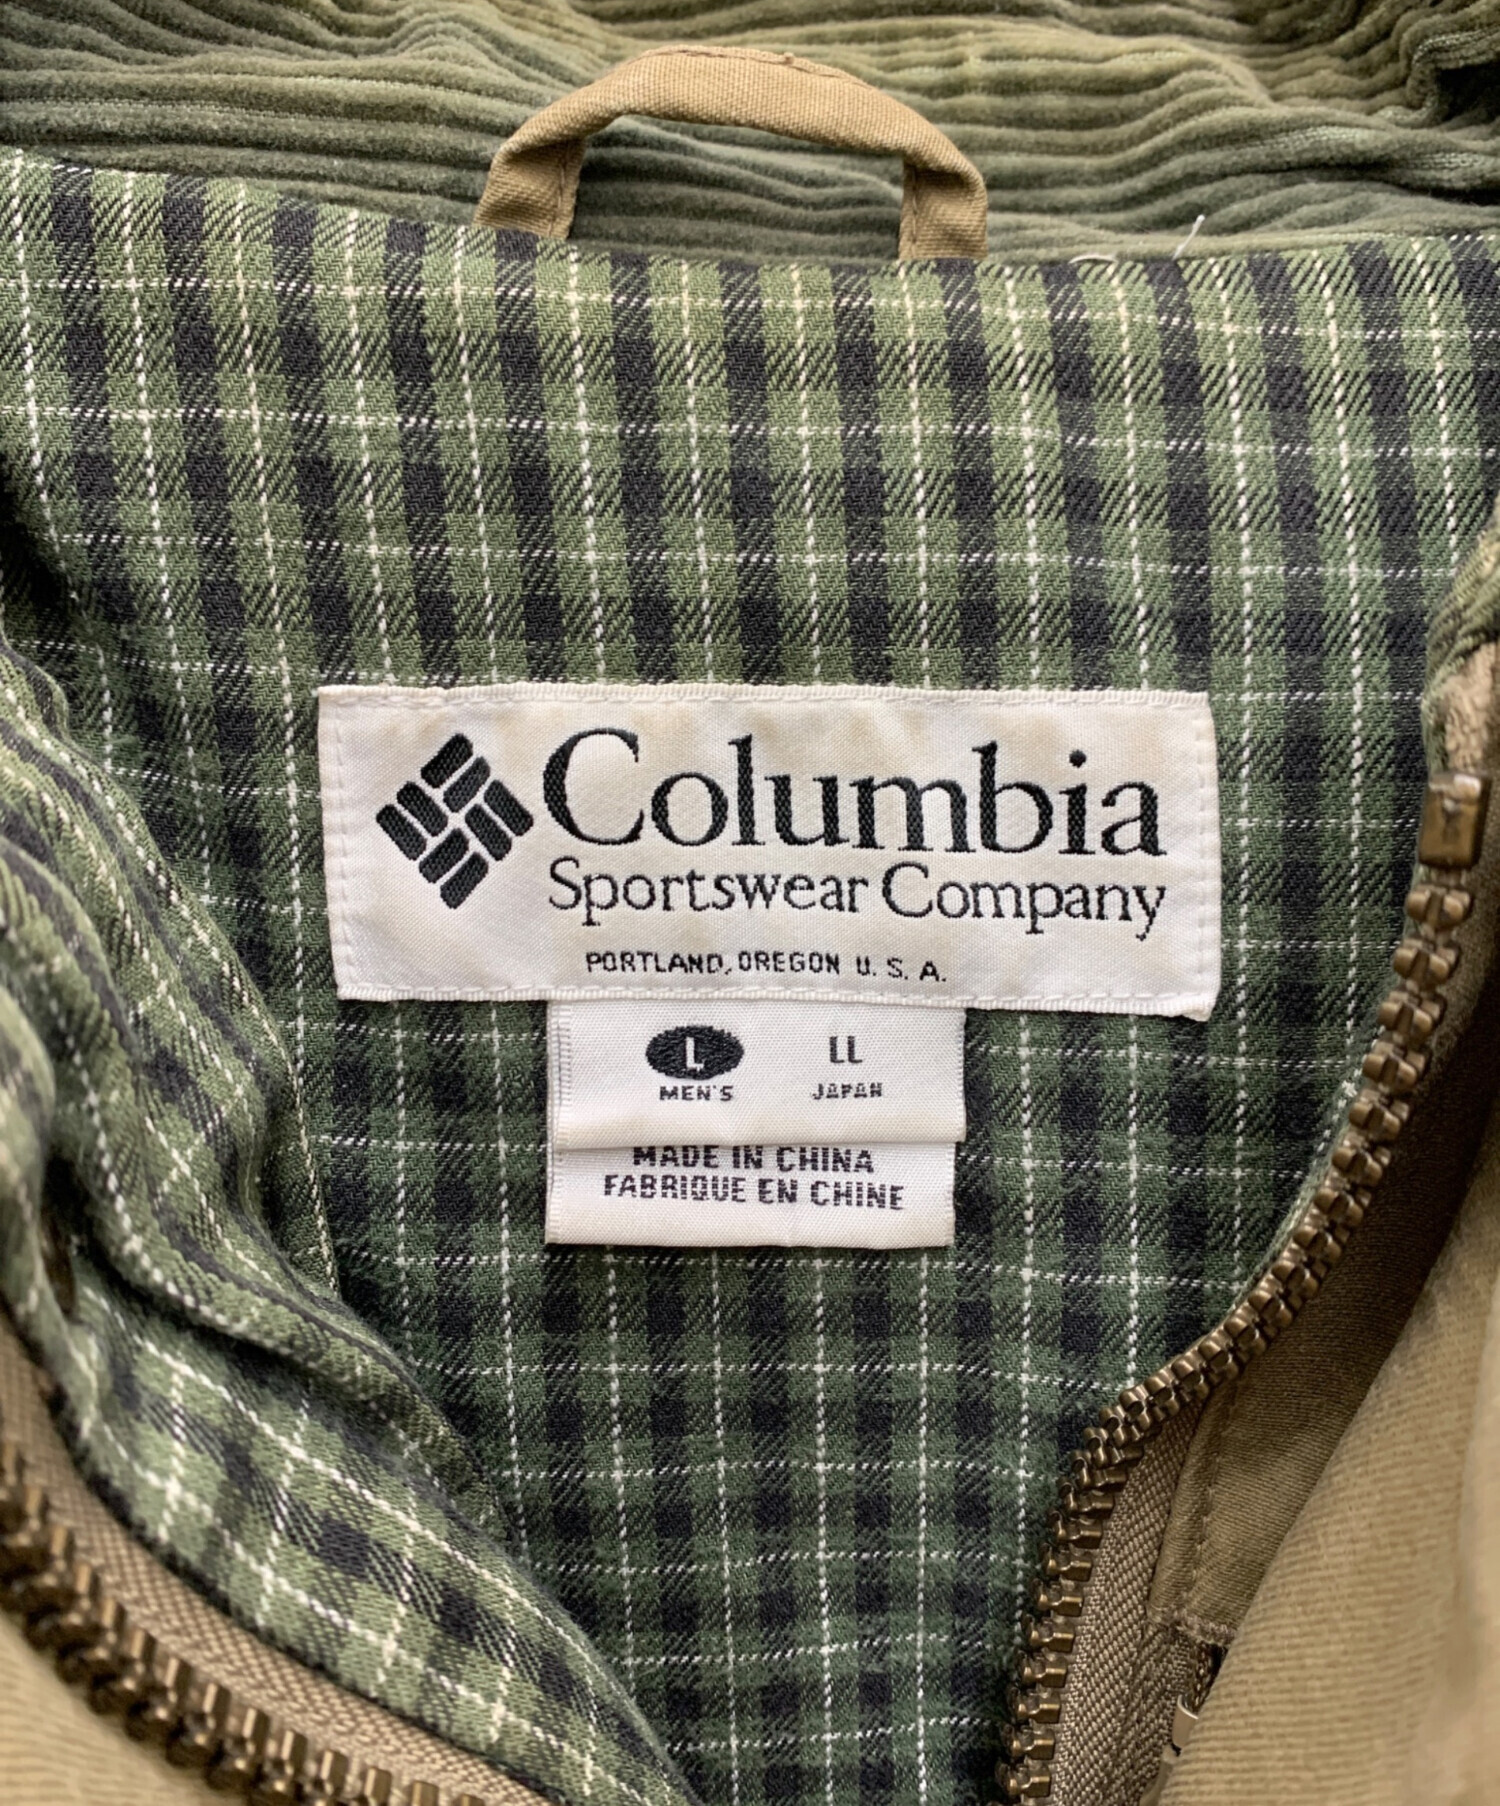 Columbia
Sportswear Company
PORTLAND, OREGON U. S. A.
L LL
MEN'S JAPAN
MADE IN CHINA
FABRIQUE EN CHINE